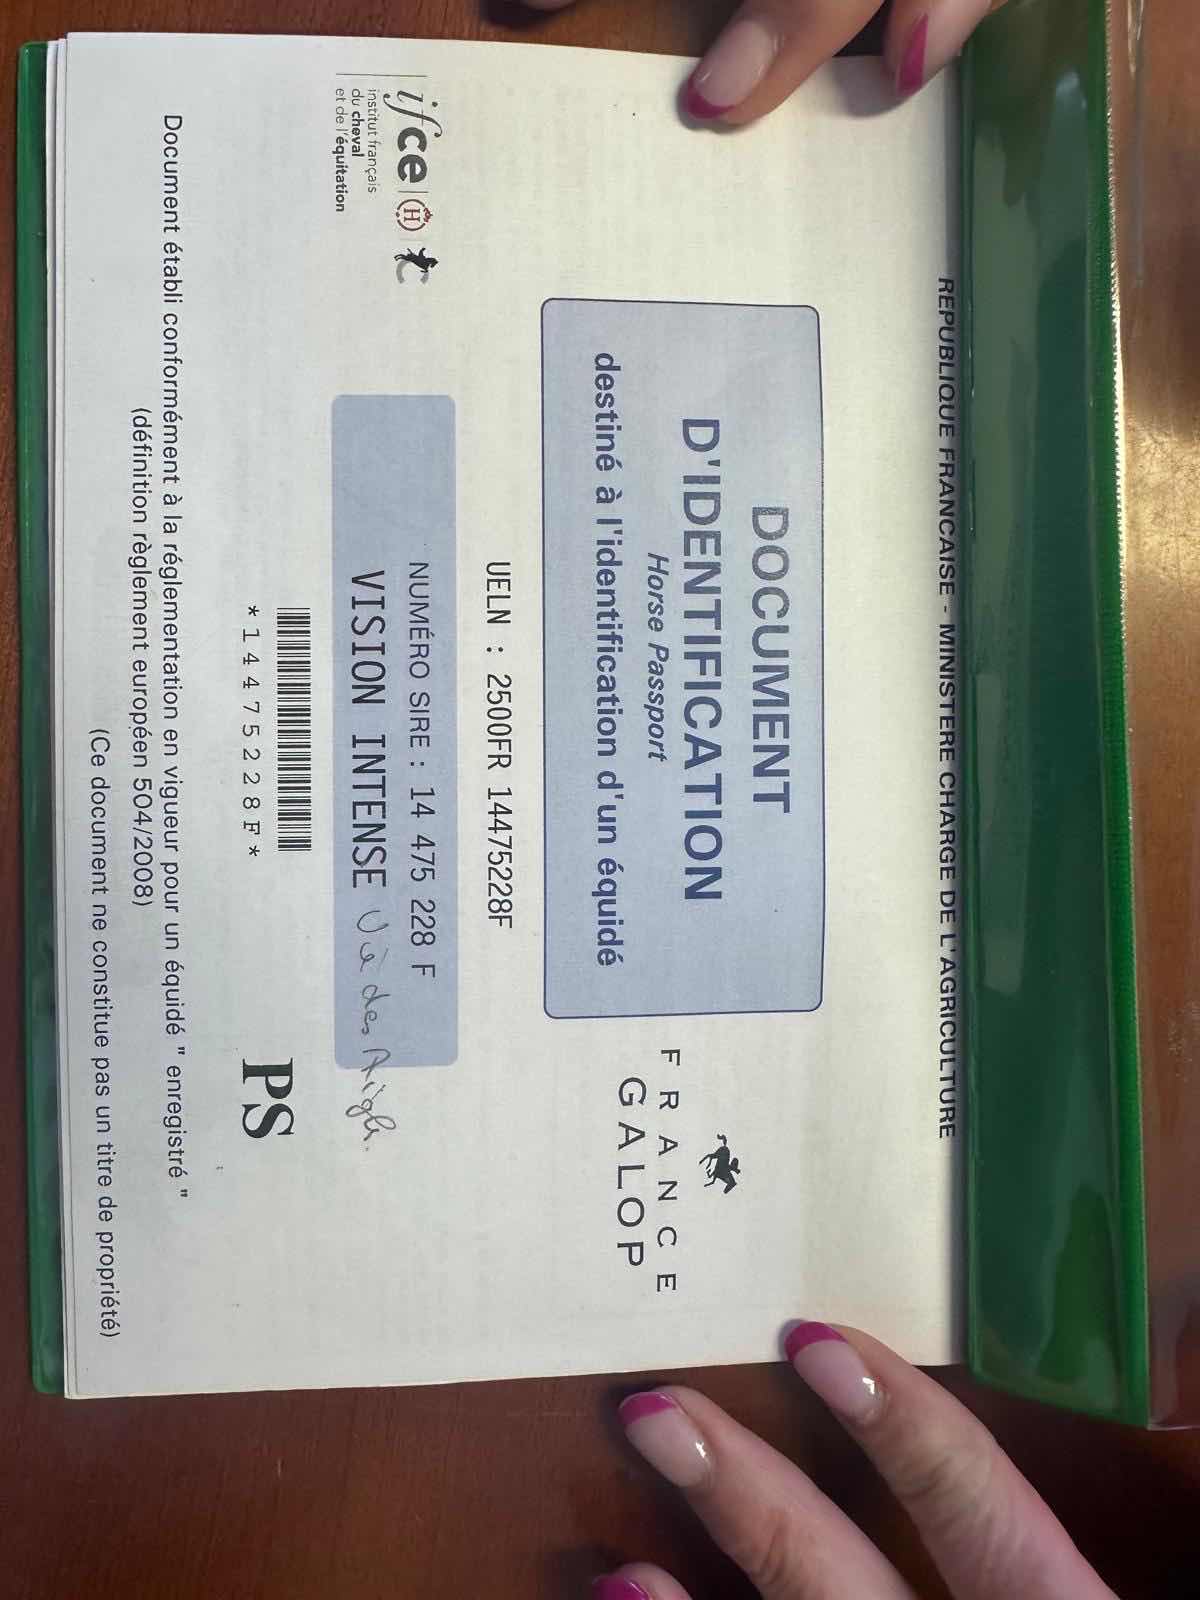 REPUBLIQUE FRANCAISE - MINISTERE CHARGE DE L'AGRICULTURE
DOCUMENT
D'IDENTIFICATION
Horse Passport
destiné à l'identification d'un équidé
FRANCE
GALOP
UELN : 2500FR 14475228F
ifce
institut français
du cheval
et de l'équitation
NUMÉRO SIRE : 14 475 228 F
VISION INTENSE des
*14475228F*
PS
Document établi conformément à la réglementation en vigueur pour un équidé " enregistré "
(définition règlement européen 504/2008)
(Ce document ne constitue pas un titre de propriété)